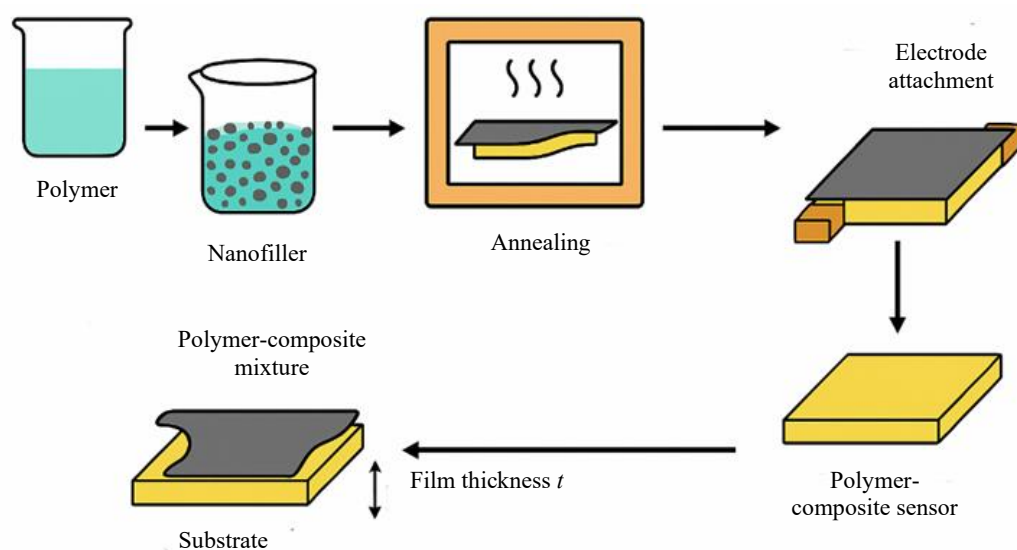 Polymer
Nanofiller
Annealing
Electrode
attachment
Polymer-
composite sensor
Film thickness t
Polymer-composite
mixture
Substrate